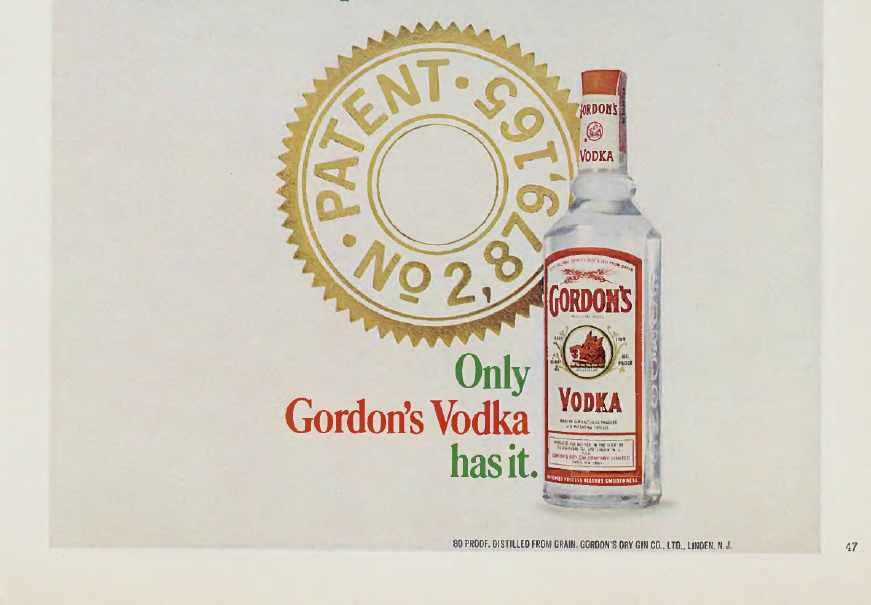 PATENT · NO 2,879,165 ·
GORDON'S
VODKA
GORDON'S
VODKA
Only
Gordon's Vodka
has it.
80 PROOF. DISTILLED FROM GRAIN. GORDON'S DRY GIN CO., LTD., LINDEN, N. J.
47